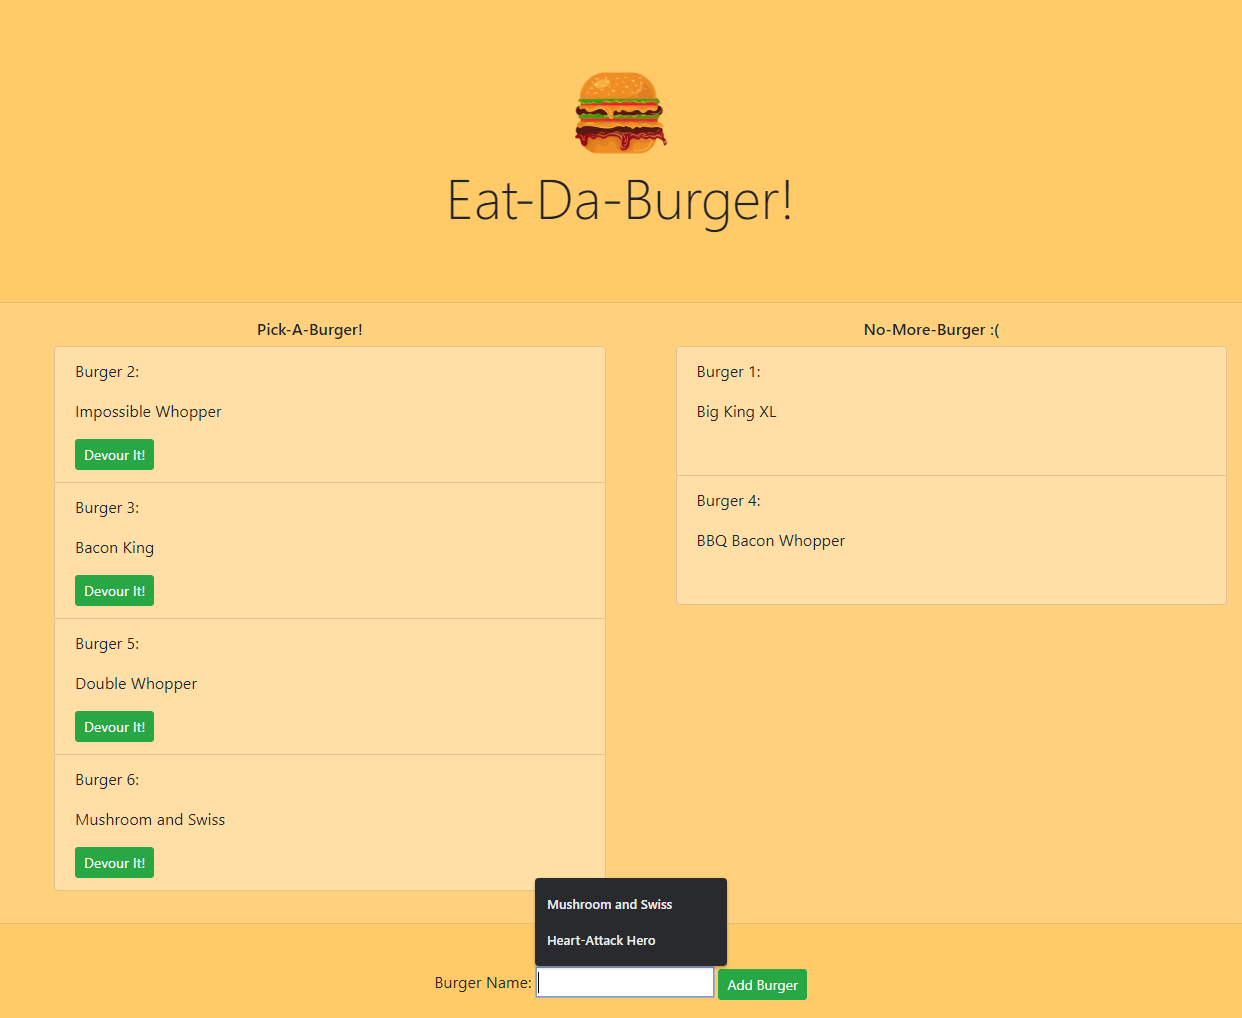 Eat-Da-Burger!
Pick-A-Burger!
Burger 2:
Impossible Whopper
Devour It!
Burger 3:
Bacon King
Devour It!
Burger 5:
Double Whopper
Devour It!
Burger 6:
Mushroom and Swiss
Devour It!
No-More-Burger :(
Burger 1:
Big King XL
Burger 4:
BBQ Bacon Whopper
Mushroom and Swiss
Heart-Attack Hero
Burger Name:
Add Burger